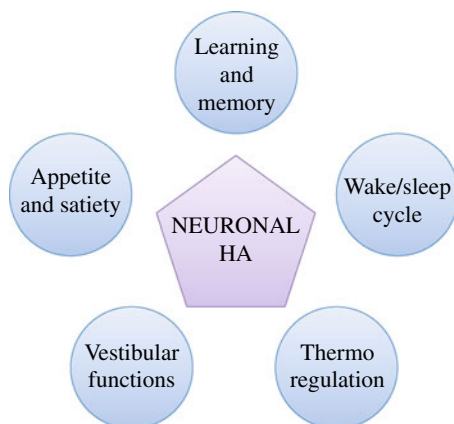 Learning
and
memory
Appetite
and satiety
Wake/sleep
cycle
NEURONAL
HA
Vestibular
functions
Thermo
regulation